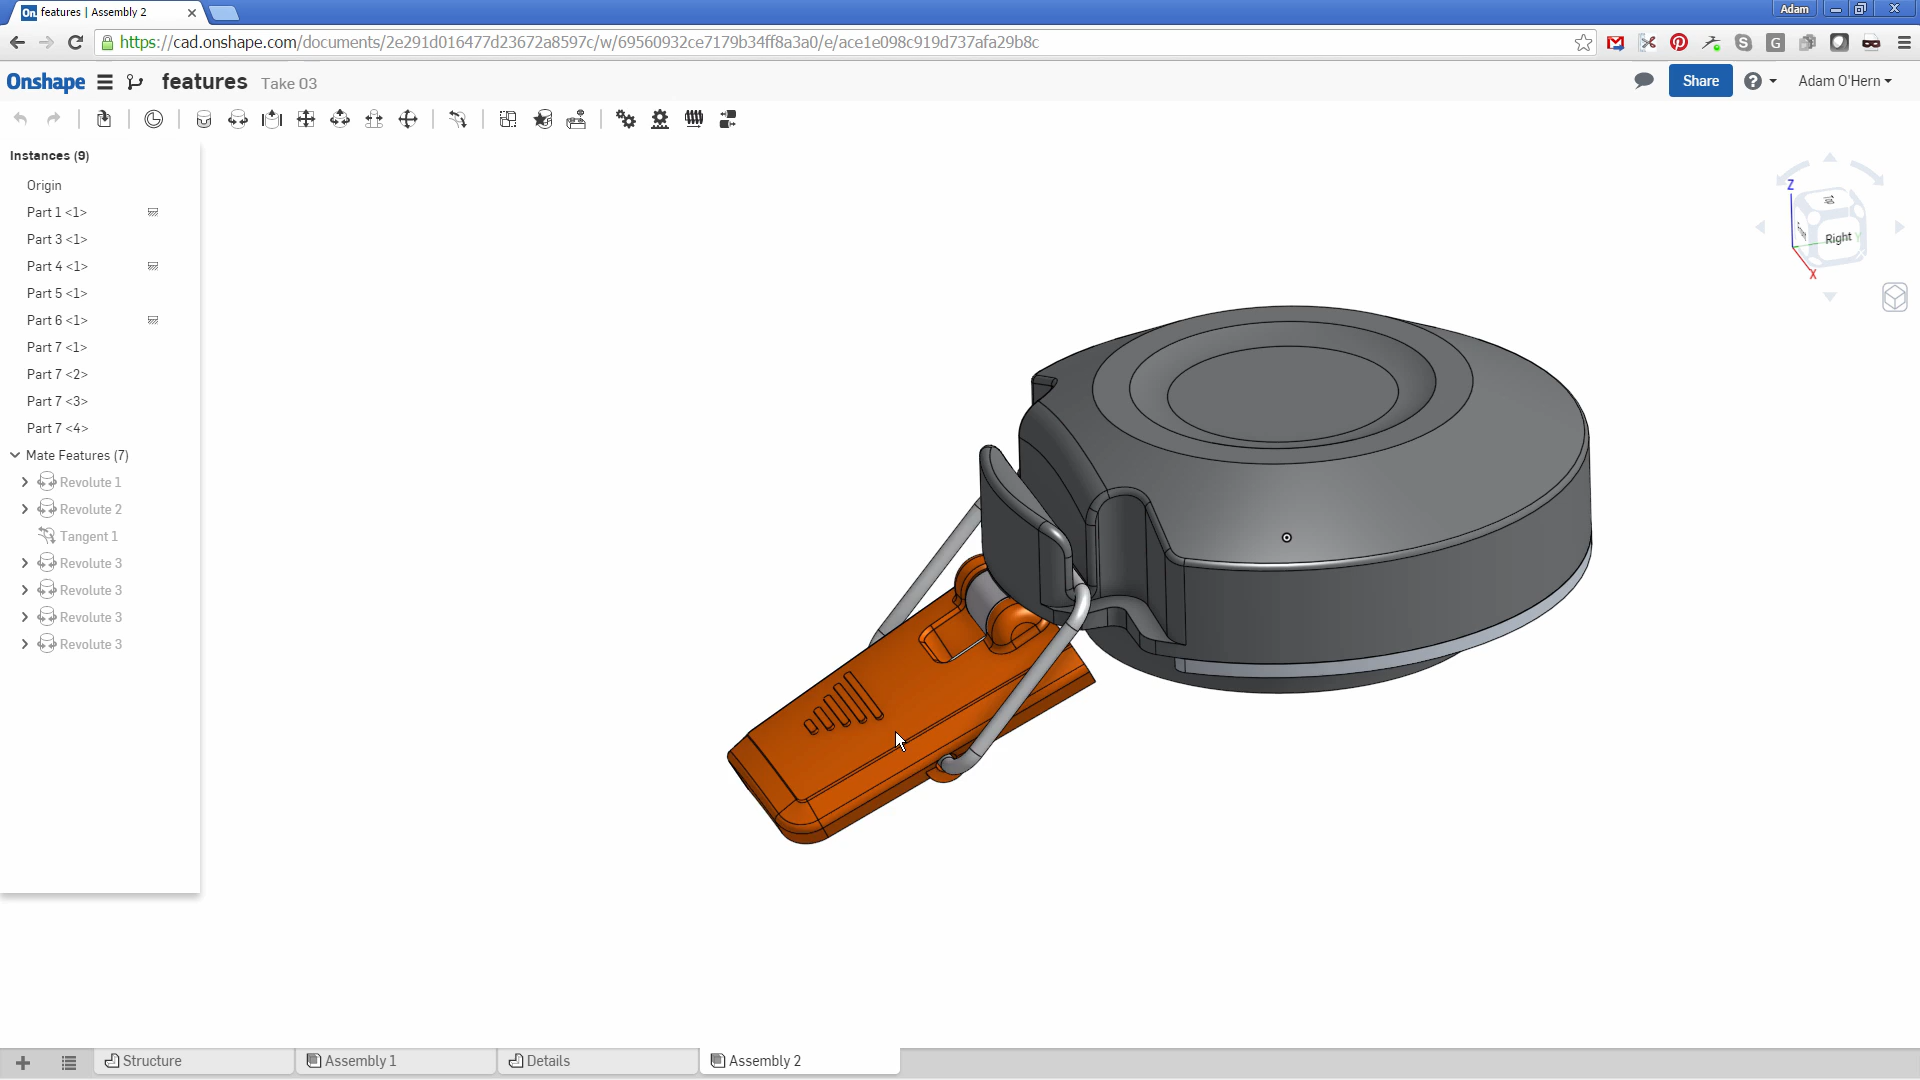 features | Assembly 2
Adam
https://cad.onshape.com/documents/2e291d016477d23672a8597c/w/69560932ce7179b34ff8a3a0/e/ace1e098c919d737afa29b8c
Onshape features Take 03
Share Adam O'Hern
Instances (9)
Origin
Part 1 <1>
Part 3 <1>
Part 4 <1>
Part 5 <1>
Part 6 <1>
Part 7 <1>
Part 7 <2>
Part 7 <3>
Part 7 <4>
Mate Features (7)
Revolute 1
Revolute 2
Tangent 1
Revolute 3
Revolute 3
Revolute 3
Revolute 3
Z
Right
Y
X
Structure
Assembly 1
Details
Assembly 2